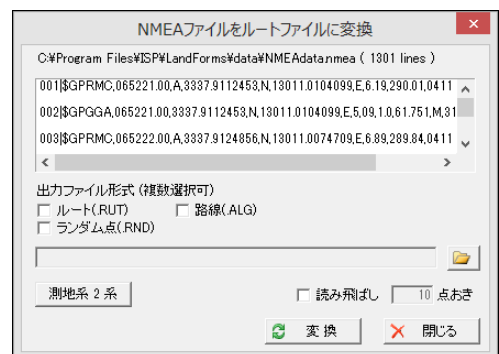 NMEAファイルをルートファイルに変換
C:¥Program Files¥ISP¥LandForms¥data¥NMEAdata.nmea ( 1301 lines )
001|$GPRMC,065221.00,A,3337.9112453,N,13011.0104099,E,6.19,290.01,0411
002|$GPGGA,065221.00,3337.9112453,N,13011.0104099,E,5,09,1.0,61.751,M,31
003|$GPRMC,065222.00,A,3337.9124856,N,13011.0074709,E,6.89,289.84,0411
出力ファイル形式 (複数選択可)
ルート(.RUT) 路線(.ALG)
ランダム点(.RND)
測地系 2 系 読み飛ばし 10 点おき
変 換 閉じる